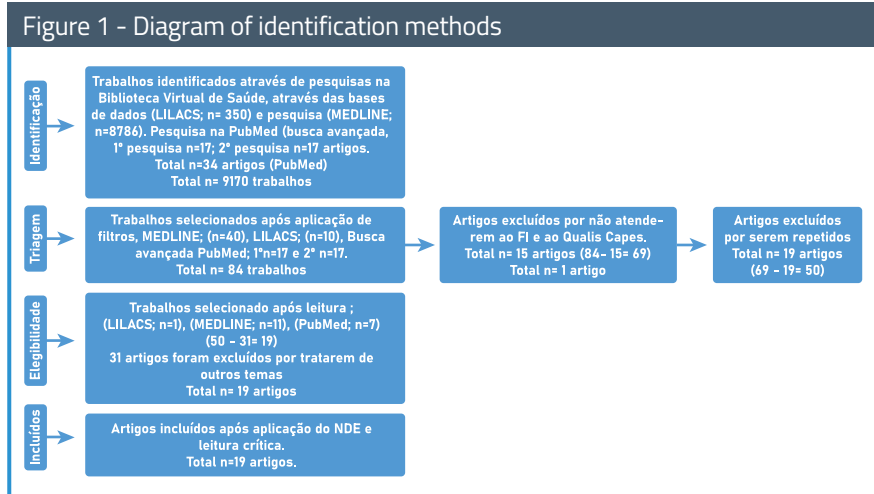 Figure 1 - Diagram of identification methods
Identificação
Trabalhos identificados através de pesquisas na
Biblioteca Virtual de Saúde, através das bases
de dados (LILACS; n= 350) e pesquisa (MEDLINE;
n=8786). Pesquisa na PubMed (busca avançada,
1° pesquisa n=17; 2° pesquisa n=17 artigos.
Total n=34 artigos (PubMed)
Total n= 9170 trabalhos
Triagem
Trabalhos selecionados após aplicação de
filtros, MEDLINE; (n=40), LILACS; (n=10), Busca
avançada PubMed; 1°n=17 e 2° n=17.
Total n= 84 trabalhos
Artigos excluídos por não atende-
rem ao FI e ao Qualis Capes.
Total n= 15 artigos (84- 15= 69)
Total n= 1 artigo
Artigos excluídos
por serem repetidos
Total n= 19 artigos
(69 - 19= 50)
Elegibilidade
Trabalhos selecionado após leitura ;
(LILACS; n=1), (MEDLINE; n=11), (PubMed; n=7)
(50 - 31= 19)
31 artigos foram excluídos por tratarem de
outros temas
Total n= 19 artigos
Incluídos
Artigos incluídos após aplicação do NDE e
leitura crítica.
Total n=19 artigos.